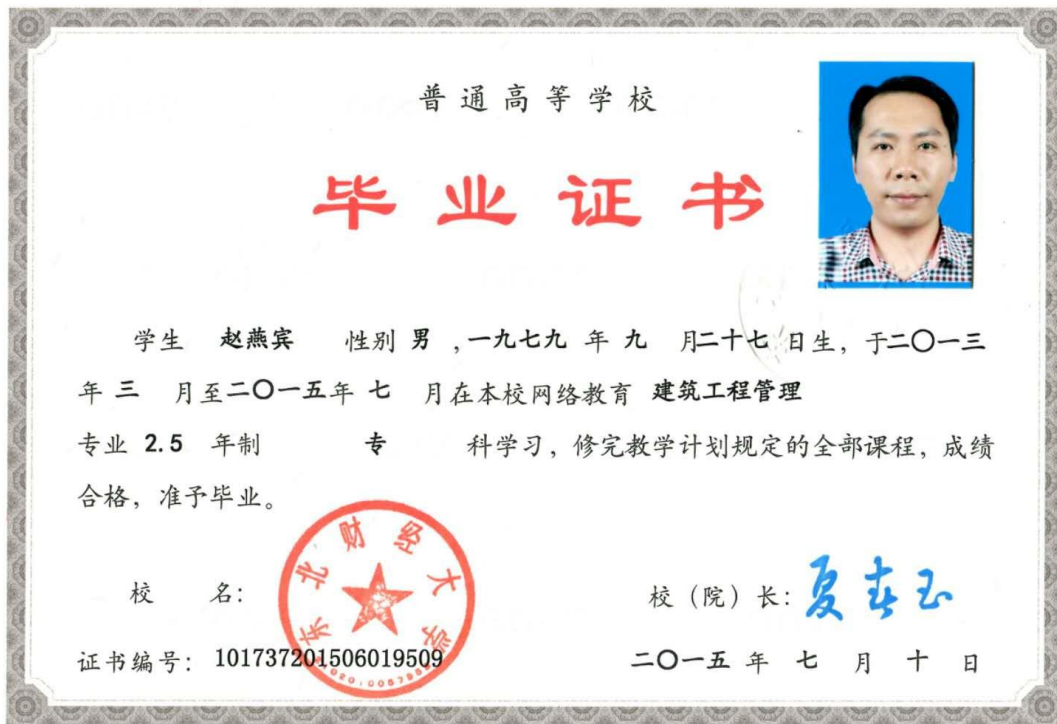 普通高等学校
毕业证书
学生 赵燕宾 性别 男 ,一九七九 年 九 月二十七 日生，于二〇一三
年 三 月至二〇一五年 七 月在本校网络教育 建筑工程管理
专业 2.5 年制 专 科学习，修完教学计划规定的全部课程，成绩
合格，准予毕业。
东北财经大学
校 名：
校（院）长：夏春玉
证书编号：101737201506019509
二〇一五 年 七 月 十 日